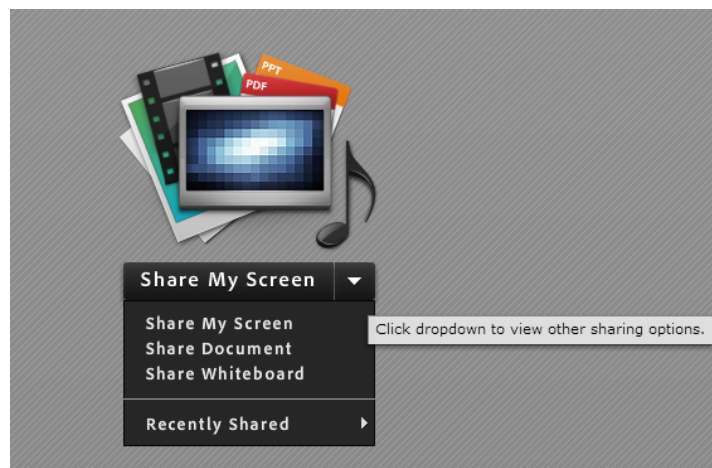 PPT
PDF
Share My Screen
Share My Screen
Click dropdown to view other sharing options.
Share Document
Share Whiteboard
Recently Shared